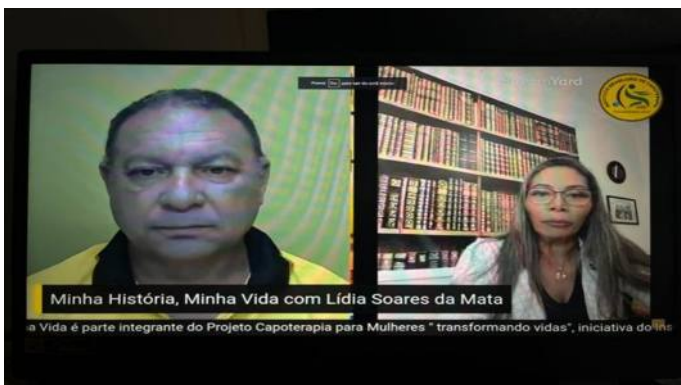 Yard
Minha História, Minha Vida com Lídia Soares da Mata
a Vida é parte integrante do Projeto Capoterapia para Mulheres " transformando vidas", iniciativa do Ins